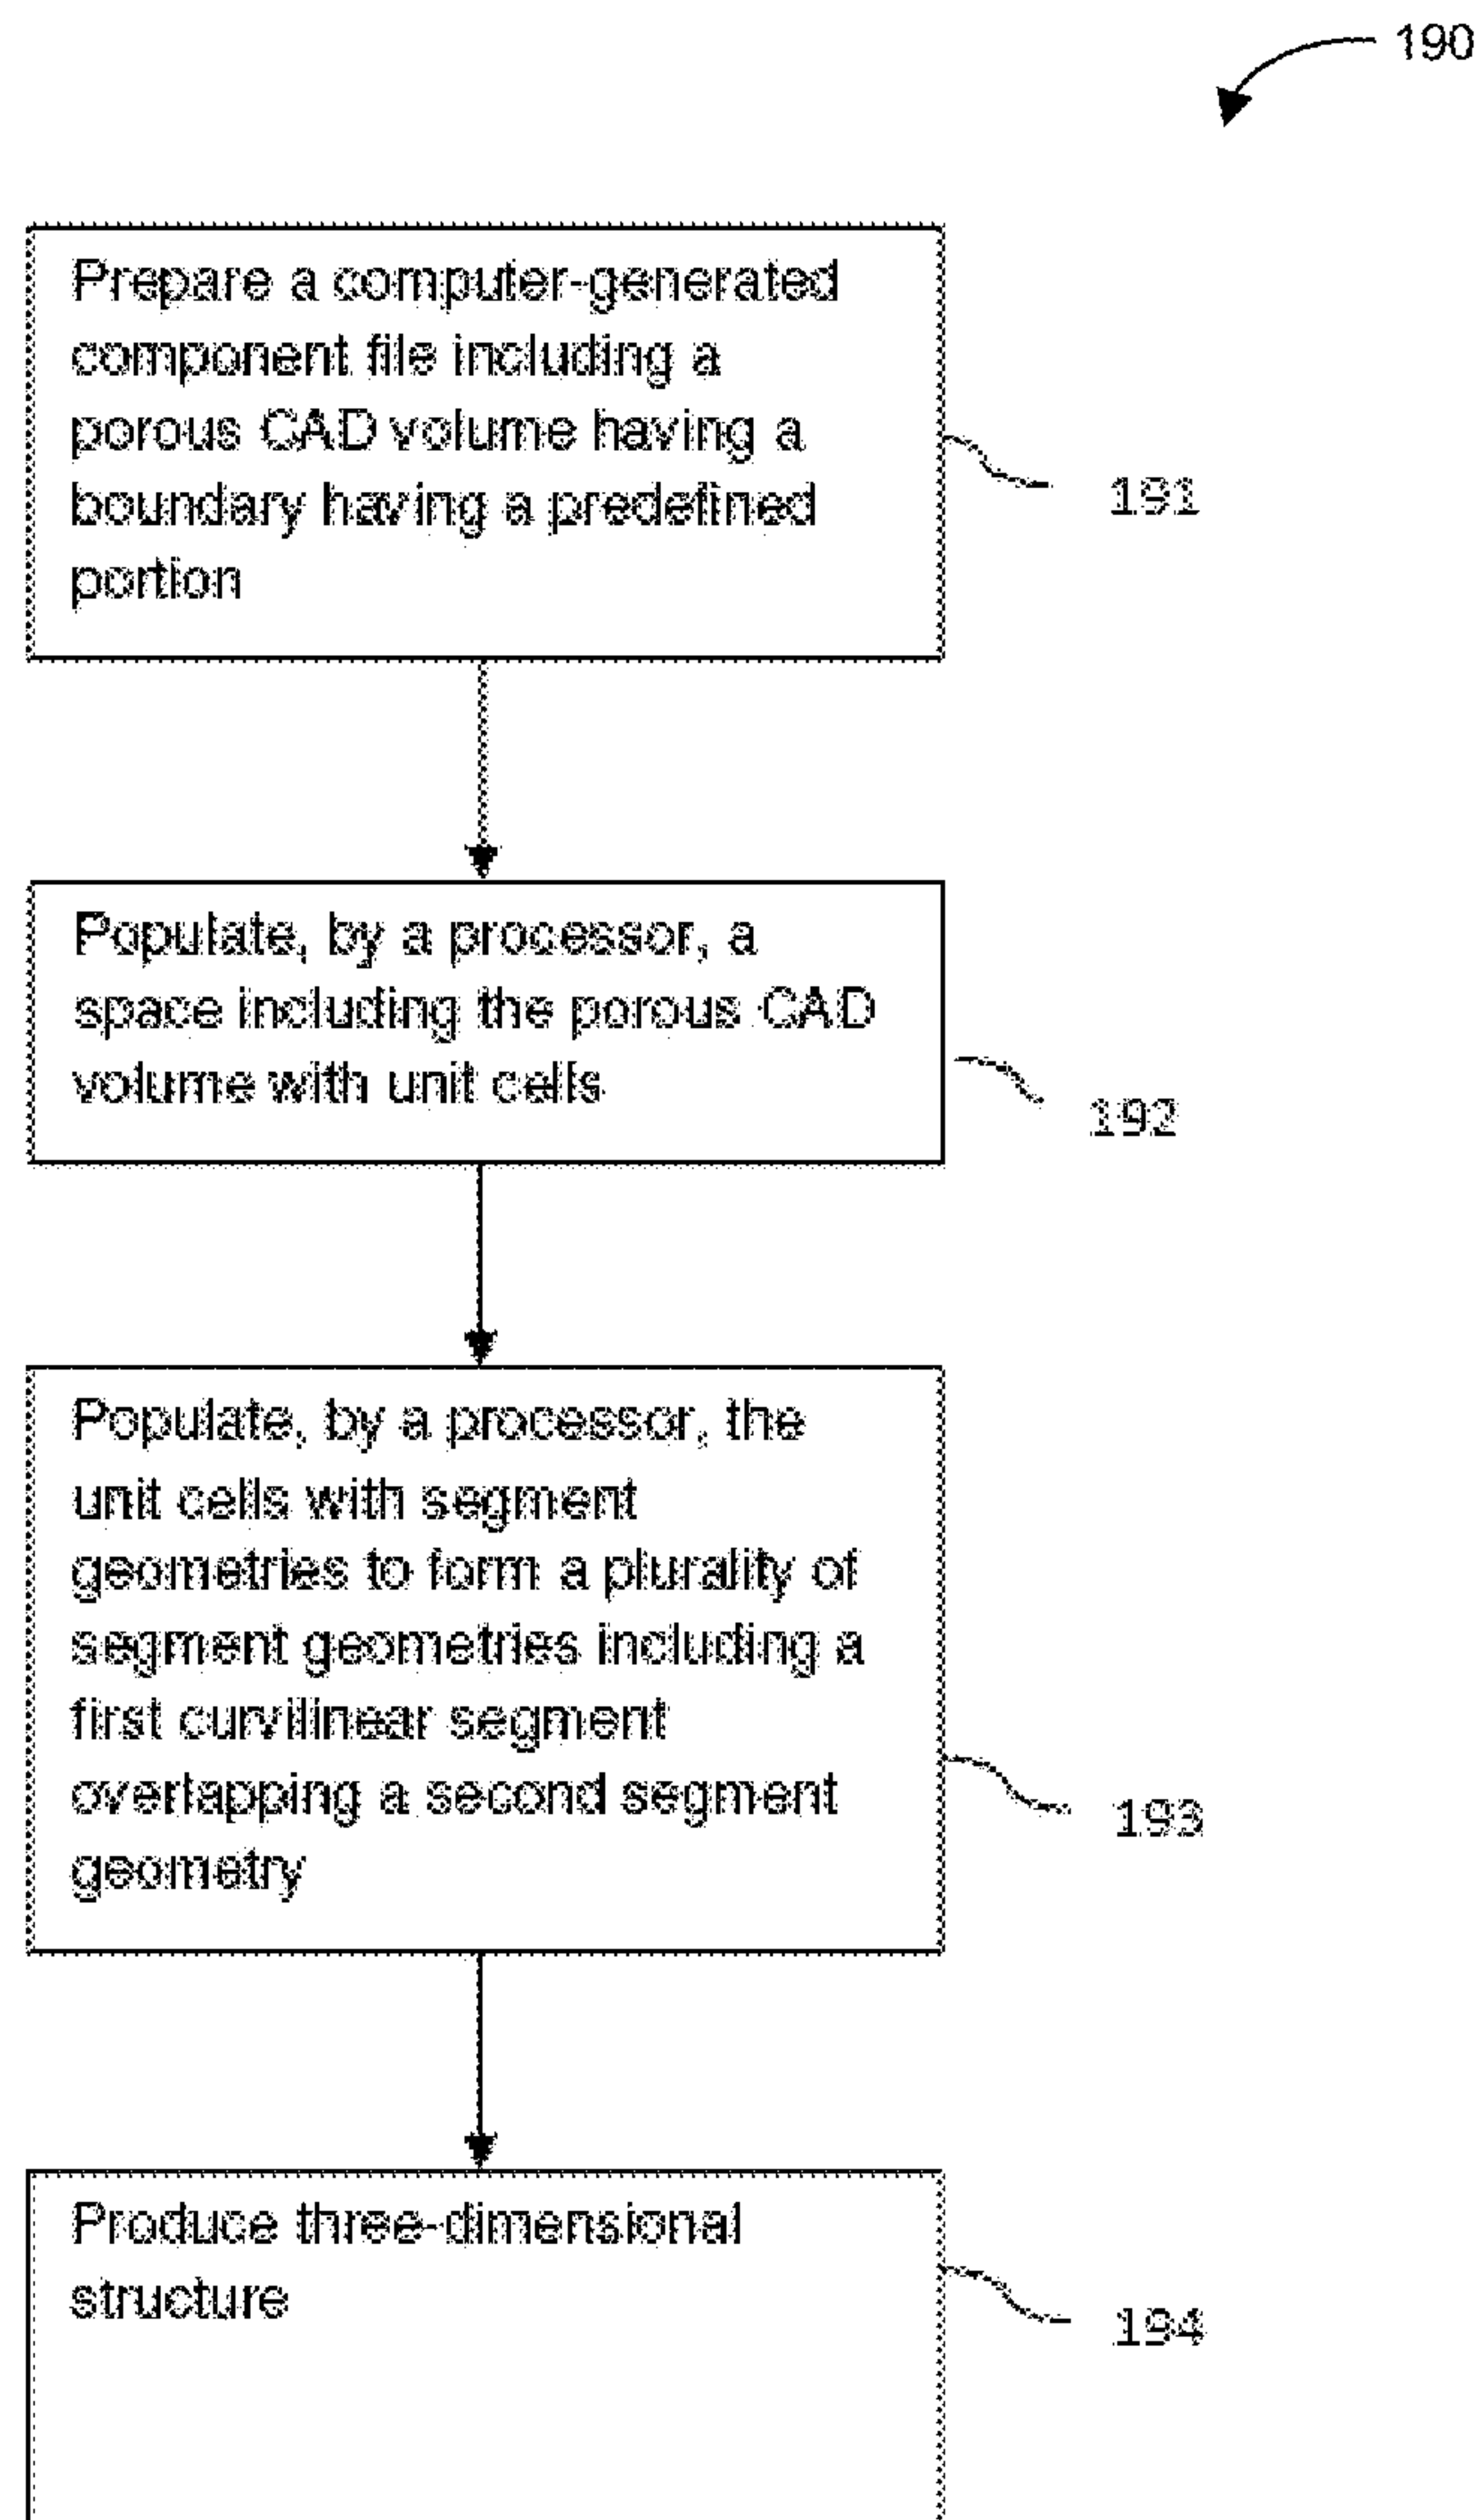 190
Prepare a computer-generated
component file including a
porous CAD volume having a
boundary having a predefined
portion
191
Populate, by a processor, a
space including the porous CAD
volume with unit cells
192
Populate, by a processor, the
unit cells with segment
geometries to form a plurality of
segment geometries including a
first curvilinear segment
overlapping a second segment
geometry
193
Produce three-dimensional
structure
194